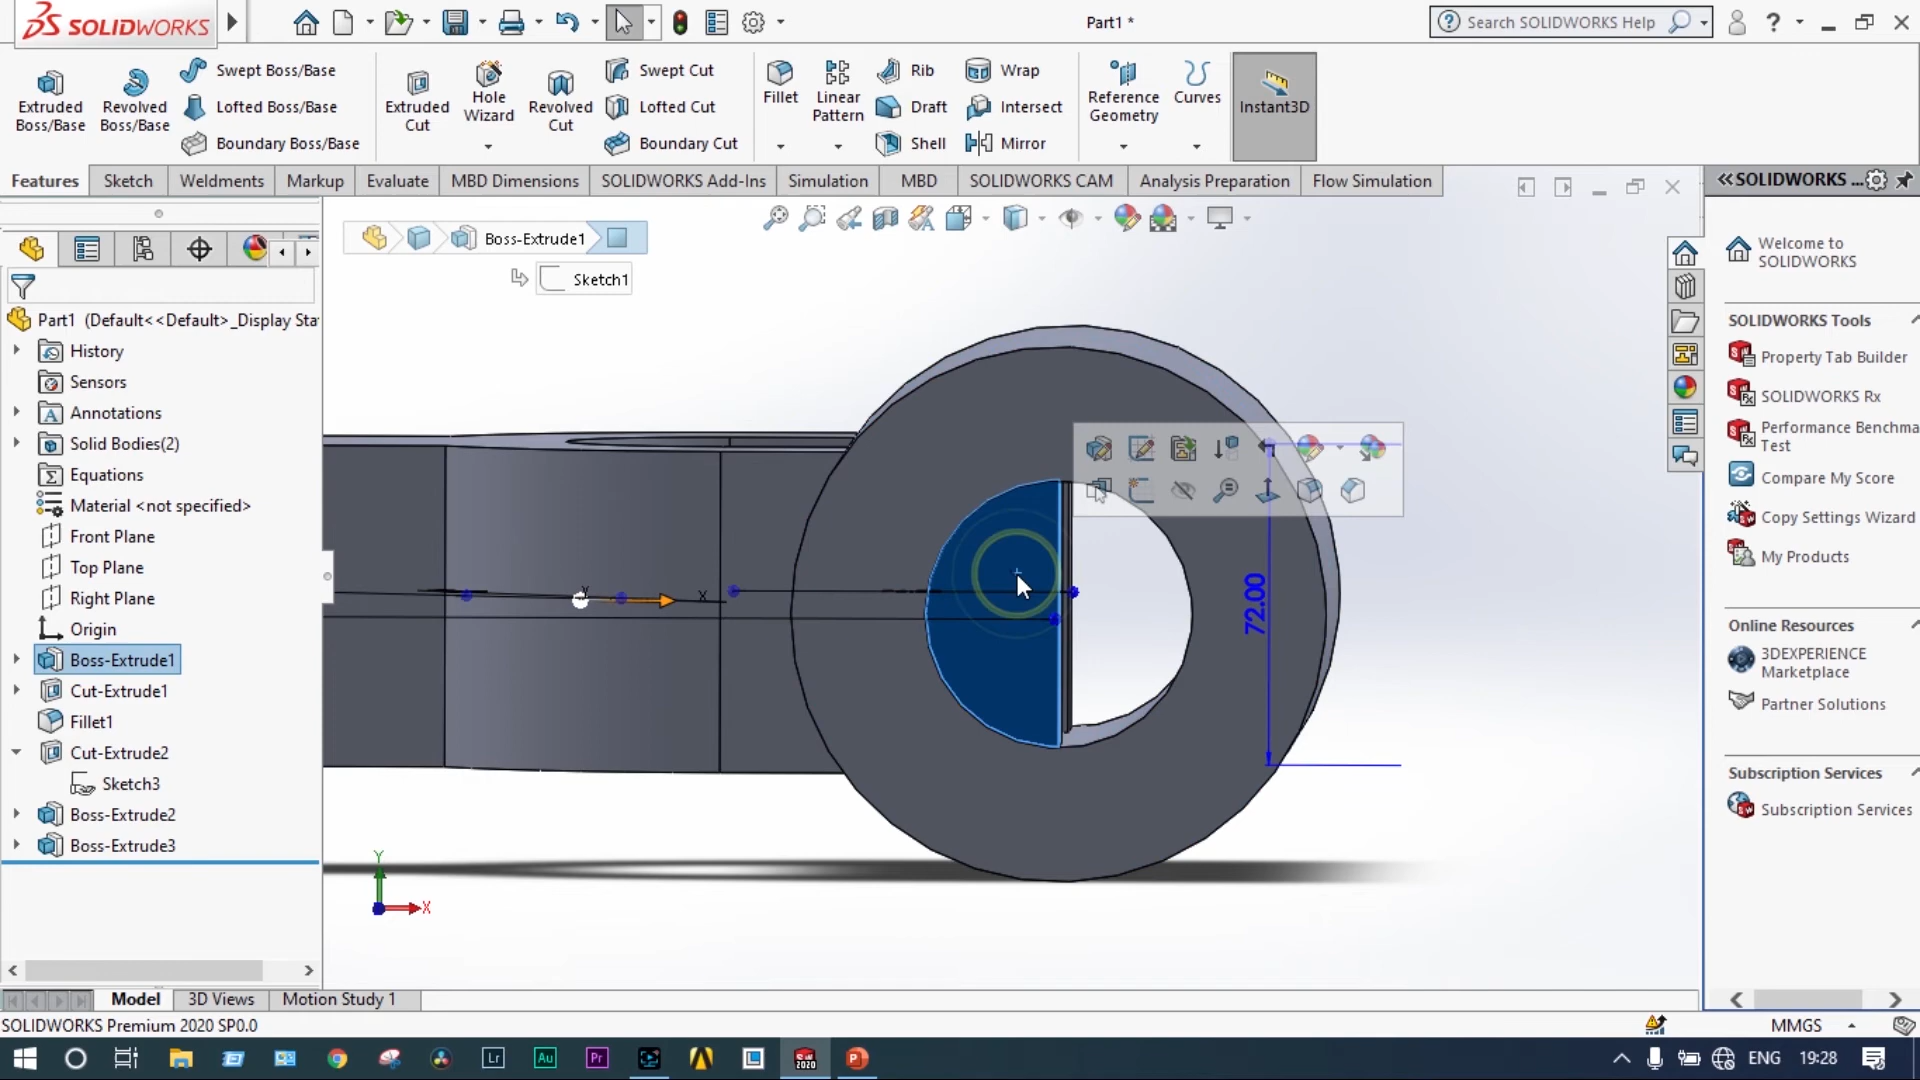 SOLIDWORKS
Part1 *
Search SOLIDWORKS Help
Extruded Boss/Base
Revolved Boss/Base
Swept Boss/Base
Lofted Boss/Base
Boundary Boss/Base
Extruded Cut
Hole Wizard
Revolved Cut
Swept Cut
Lofted Cut
Boundary Cut
Fillet
Linear Pattern
Rib
Draft
Shell
Wrap
Intersect
Mirror
Reference Geometry
Curves
Instant3D
Features
Sketch
Weldments
Markup
Evaluate
MBD Dimensions
SOLIDWORKS Add-Ins
Simulation
MBD
SOLIDWORKS CAM
Analysis Preparation
Flow Simulation
SOLIDWORKS ...
Boss-Extrude1
Sketch1
Part1 (Default<<Default>_Display Sta
History
Sensors
Annotations
Solid Bodies(2)
Equations
Material <not specified>
Front Plane
Top Plane
Right Plane
Origin
Boss-Extrude1
Cut-Extrude1
Fillet1
Cut-Extrude2
Sketch3
Boss-Extrude2
Boss-Extrude3
72.00
Y
X
Y
X
Welcome to
SOLIDWORKS
SOLIDWORKS Tools
Property Tab Builder
SOLIDWORKS Rx
Performance Benchma
Test
Compare My Score
Copy Settings Wizard
My Products
Online Resources
3DEXPERIENCE
Marketplace
Partner Solutions
Subscription Services
Subscription Services
Model
3D Views
Motion Study 1
SOLIDWORKS Premium 2020 SP0.0
MMGS
Lr
Au
Pr
SW
2020
P
ENG
19:28